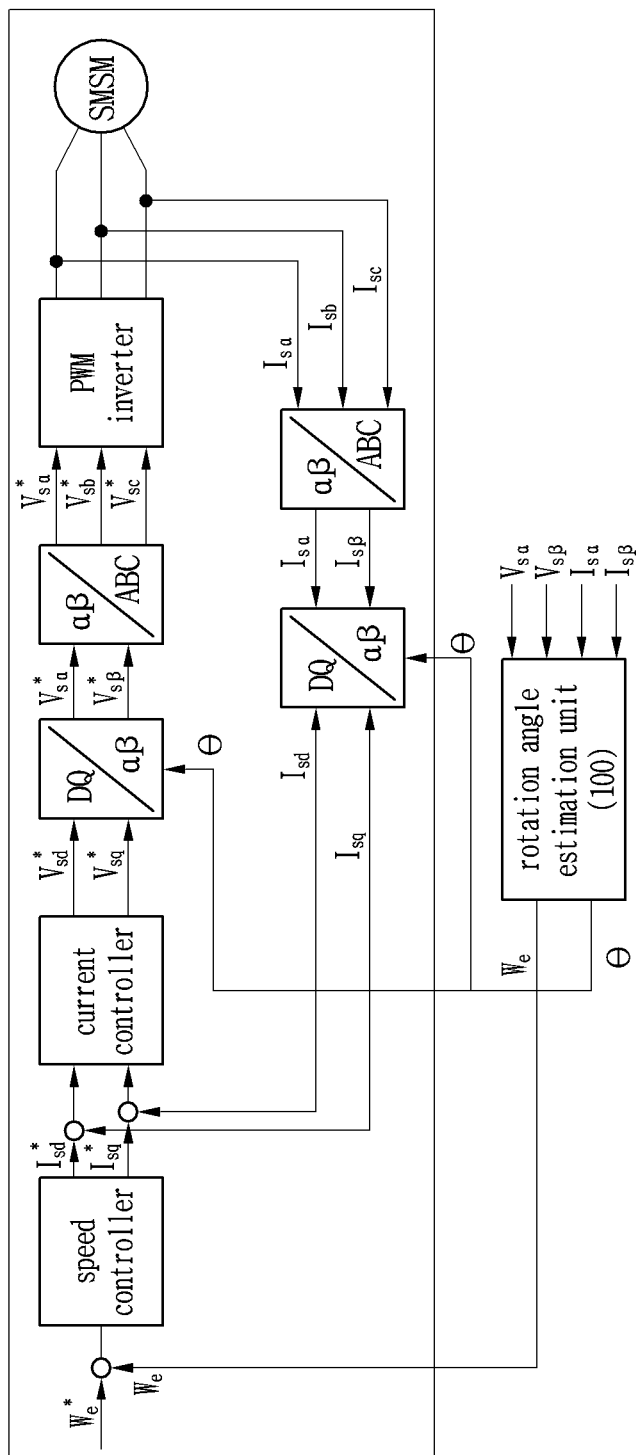 W*e
We
speed
controller
I*sd
I*sq
current
controller
V*sd
V*sq
DQ
αβ
θ
V*sα
V*sβ
αβ
ABC
V*sa
V*sb
V*sc
PWM
inverter
SMSM
Isd
Isq
DQ
αβ
θ
Isα
Isβ
αβ
ABC
Isa
Isb
Isc
We
θ
rotation angle
estimation unit
(100)
Vsα
Vsβ
Isα
Isβ